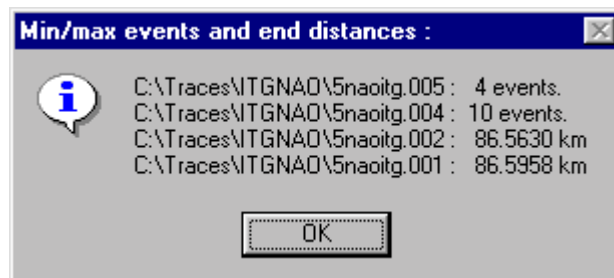 Min/max events and end distances :
C:\Traces\ITGNAO\5naoitg.005 : 4 events.
C:\Traces\ITGNAO\5naoitg.004 : 10 events.
C:\Traces\ITGNAO\5naoitg.002 : 86.5630 km
C:\Traces\ITGNAO\5naoitg.001 : 86.5958 km
OK